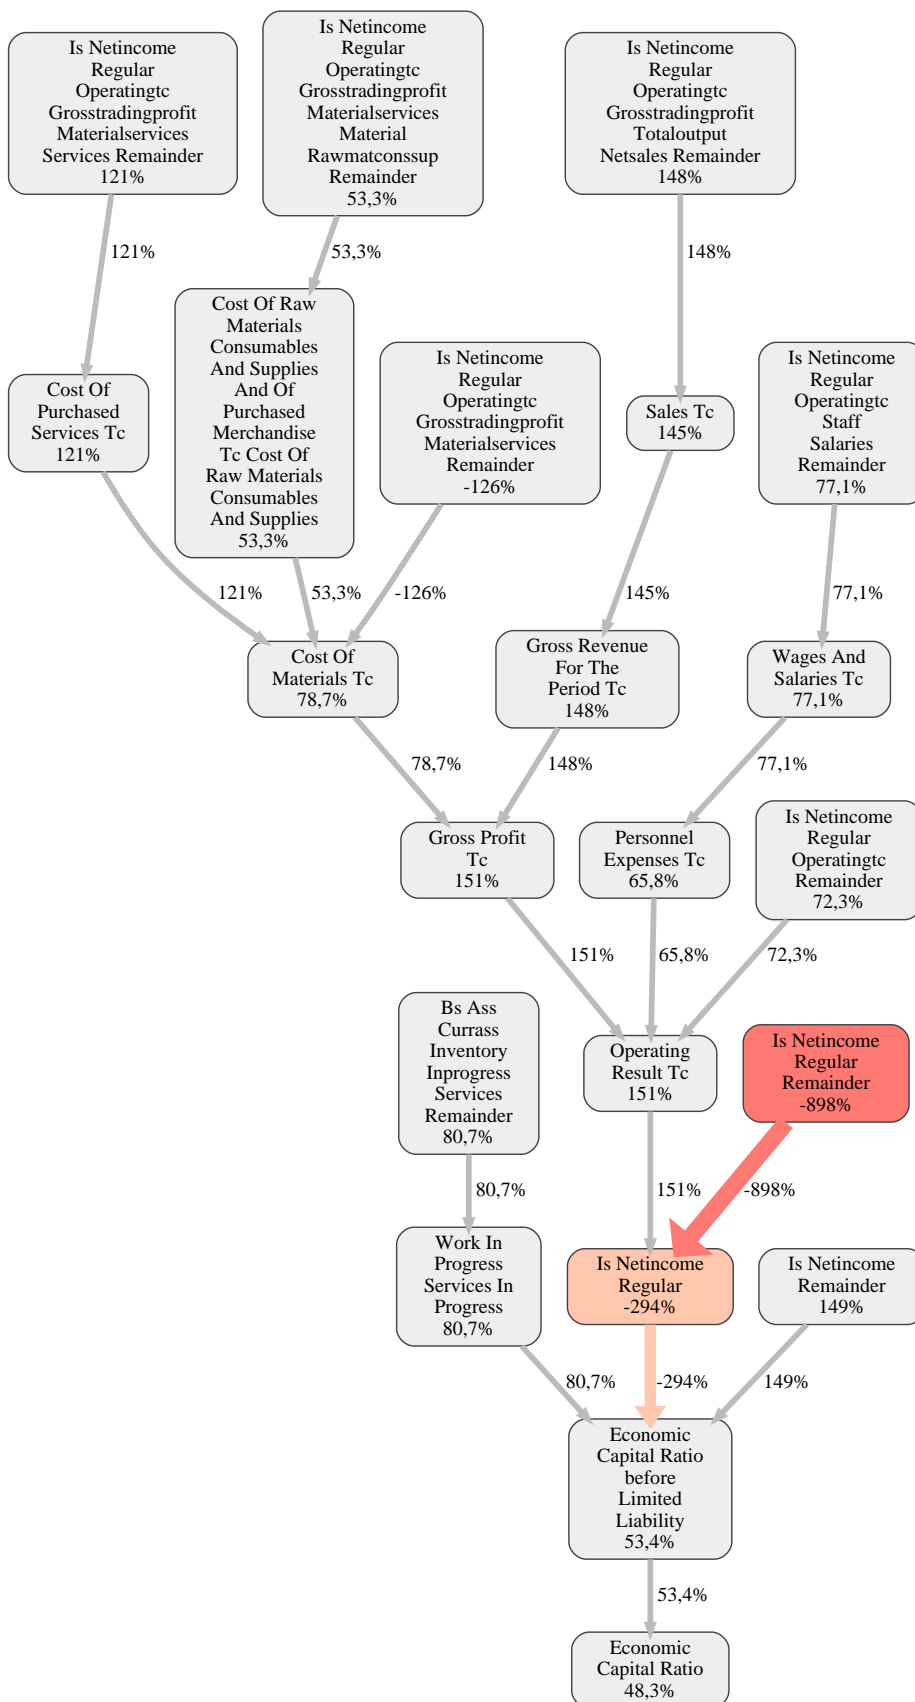 Is Netincome
Regular
Operatingtc
Grosstradingprofit
Materialservices
Services Remainder
121%
Is Netincome
Regular
Operatingtc
Grosstradingprofit
Materialservices
Material
Rawmatconssup
Remainder
53,3%
Is Netincome
Regular
Operatingtc
Grosstradingprofit
Totaloutput
Netsales Remainder
148%
121%
53,3%
148%
Cost Of
Purchased
Services Tc
121%
Cost Of Raw
Materials
Consumables
And Supplies
And Of
Purchased
Merchandise
Tc Cost Of
Raw Materials
Consumables
And Supplies
53,3%
Is Netincome
Regular
Operatingtc
Grosstradingprofit
Materialservices
Remainder
-126%
Sales Tc
145%
Is Netincome
Regular
Operatingtc
Staff
Salaries
Remainder
77,1%
121%
53,3%
-126%
145%
77,1%
Cost Of
Materials Tc
78,7%
Gross Revenue
For The
Period Tc
148%
Wages And
Salaries Tc
77,1%
78,7%
148%
77,1%
Gross Profit
Tc
151%
Personnel
Expenses Tc
65,8%
Is Netincome
Regular
Operatingtc
Remainder
72,3%
151%
65,8%
72,3%
Bs Ass
Currass
Inventory
Inprogress
Services
Remainder
80,7%
Operating
Result Tc
151%
Is Netincome
Regular
Remainder
-898%
80,7%
151%
-898%
Work In
Progress
Services In
Progress
80,7%
Is Netincome
Regular
-294%
Is Netincome
Remainder
149%
80,7%
-294%
149%
Economic
Capital Ratio
before
Limited
Liability
53,4%
53,4%
Economic
Capital Ratio
48,3%